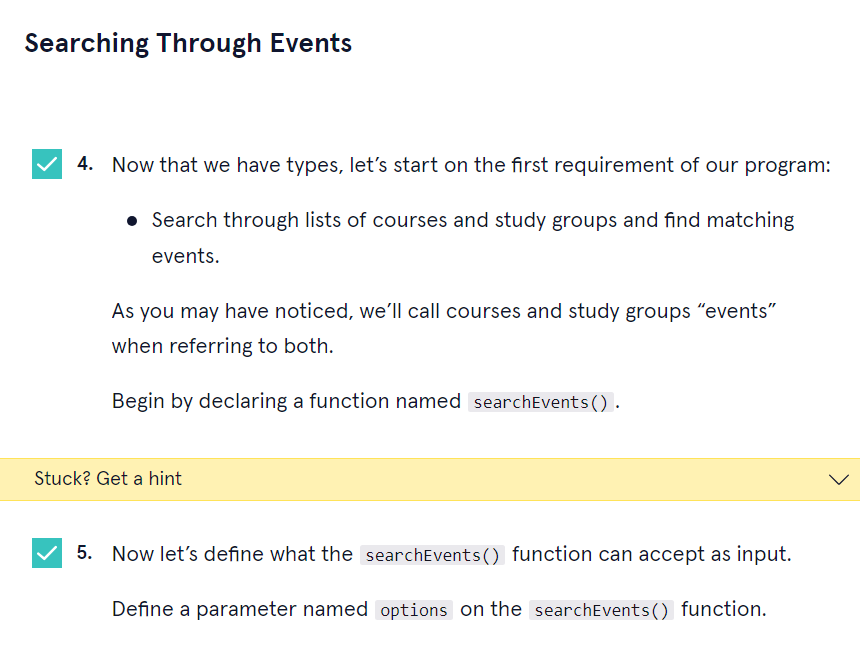 Searching Through Events
4. Now that we have types, let’s start on the first requirement of our program:
● Search through lists of courses and study groups and find matching
events.
As you may have noticed, we’ll call courses and study groups “events”
when referring to both.
Begin by declaring a function named searchEvents().
Stuck? Get a hint
5. Now let’s define what the searchEvents() function can accept as input.
Define a parameter named options on the searchEvents() function.